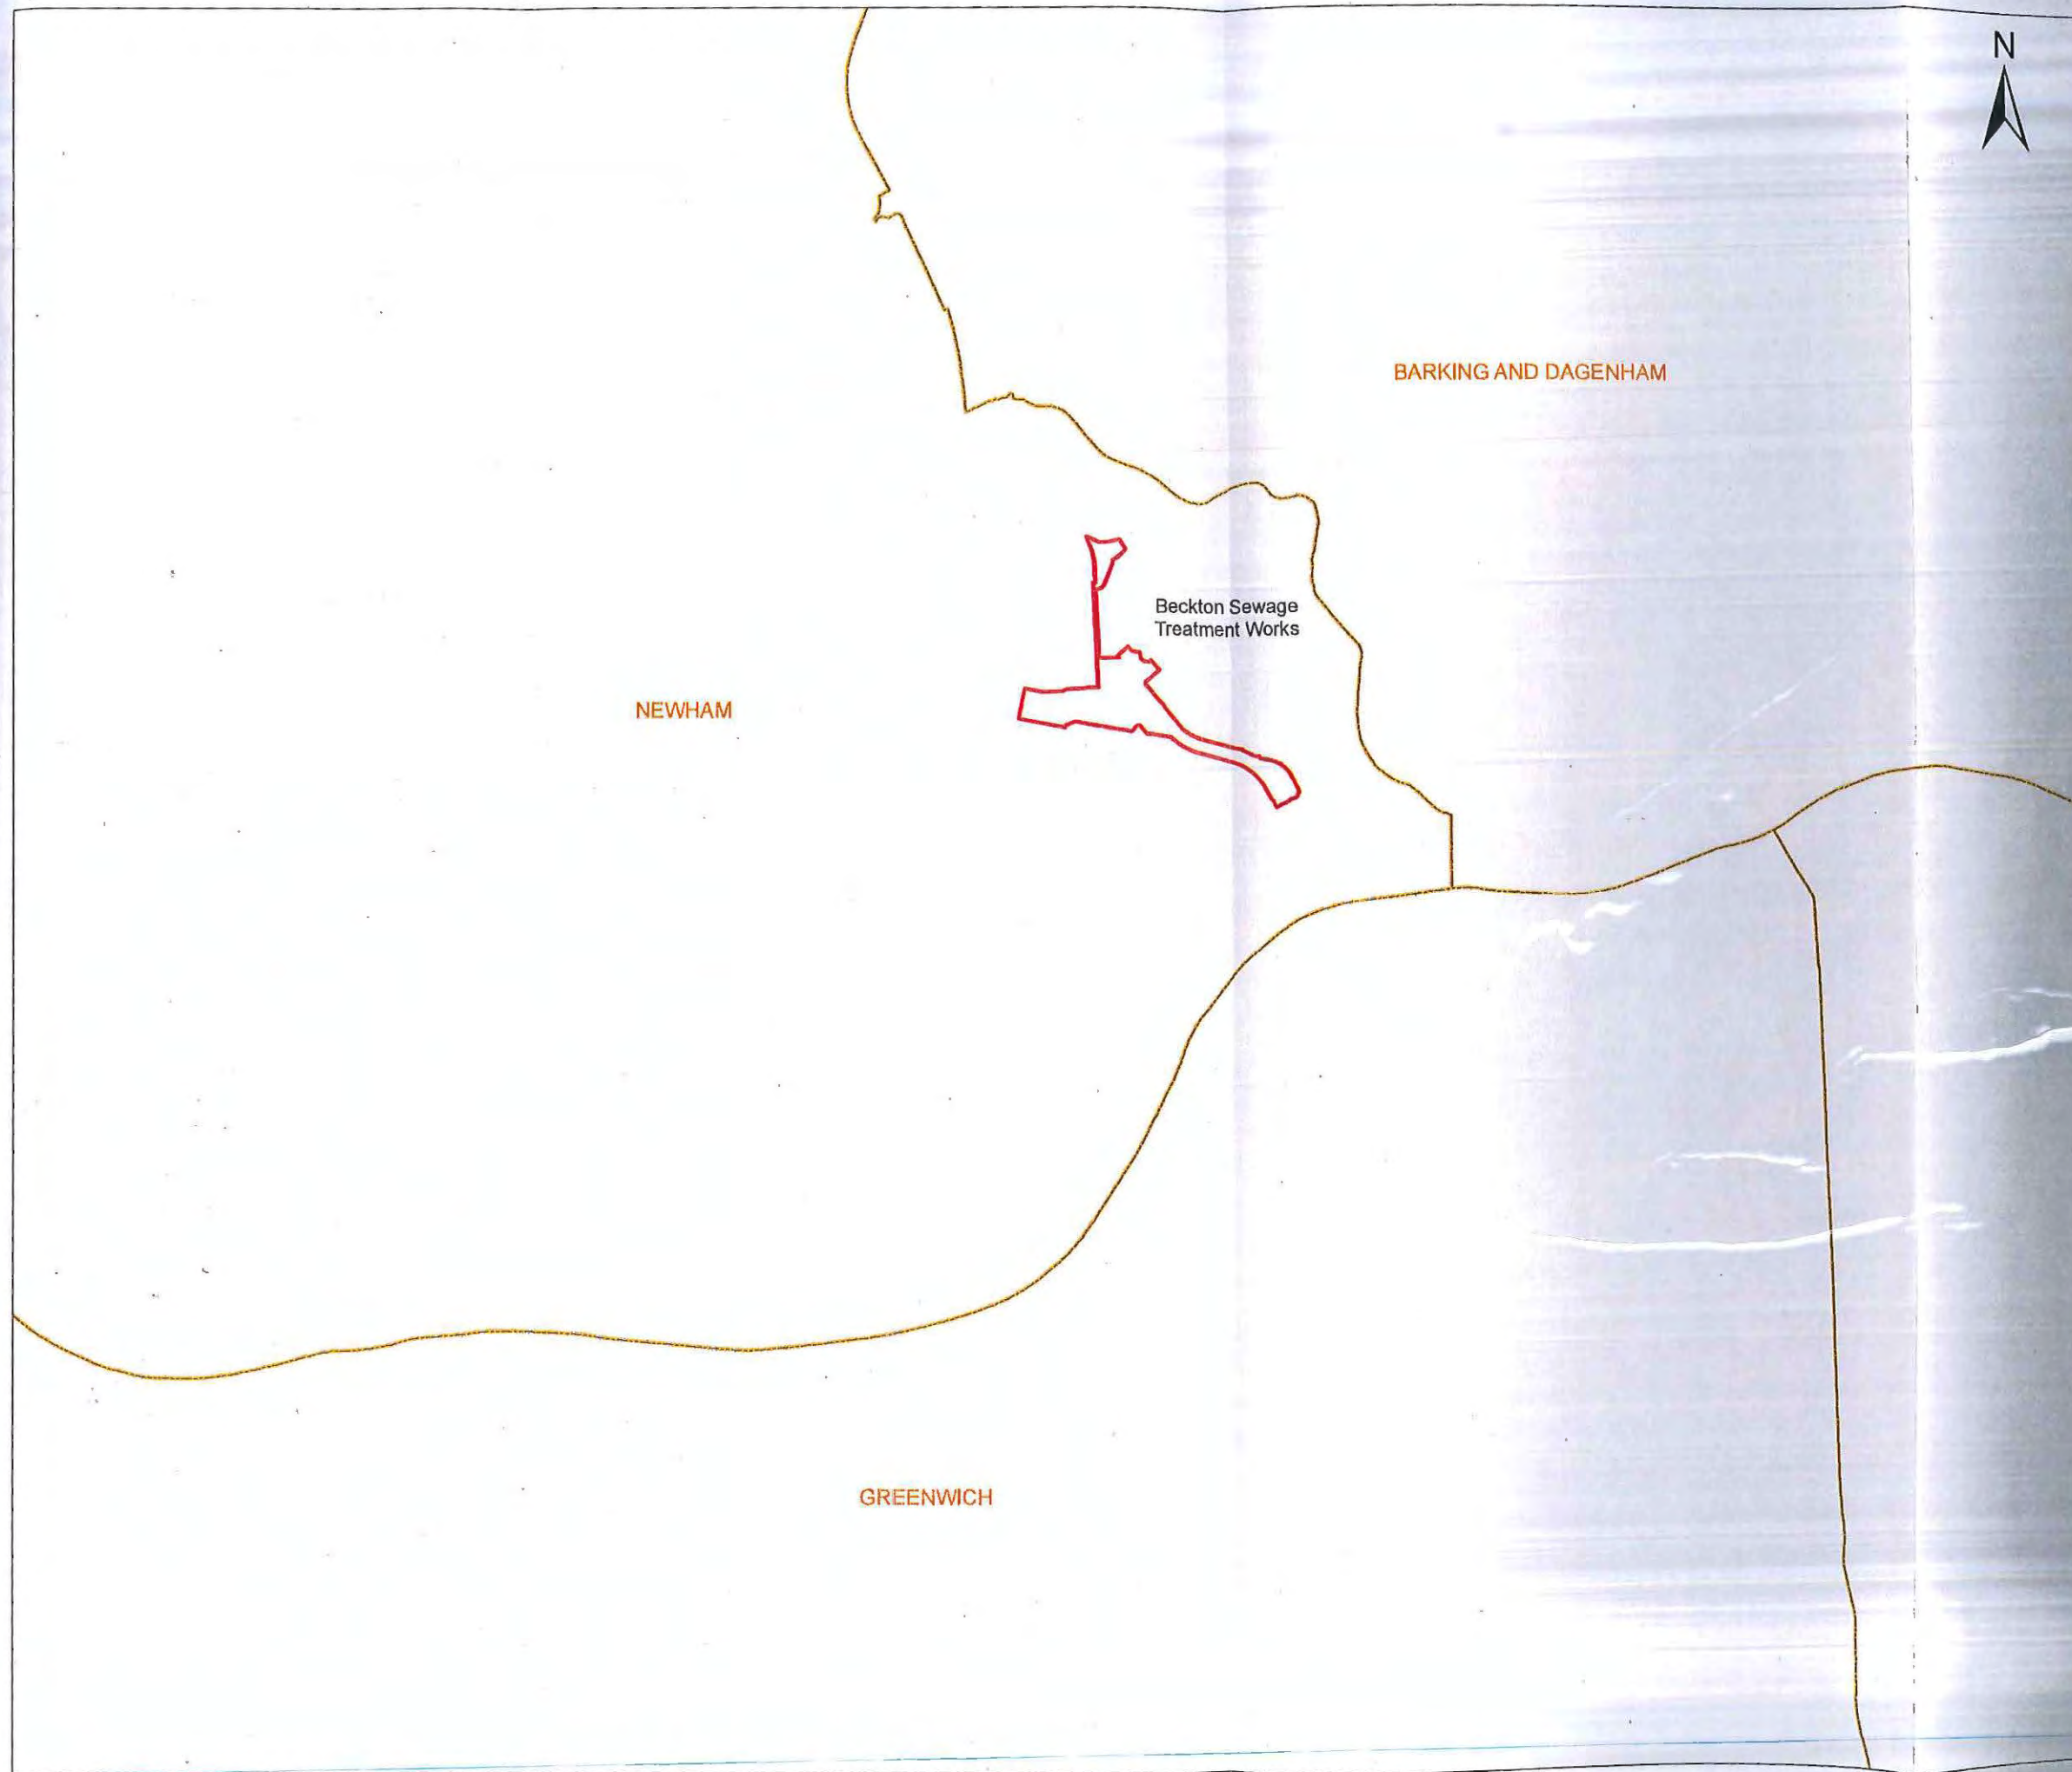 N
BARKING AND DAGENHAM
Beckton Sewage
Treatment Works
NEWHAM
GREENWICH